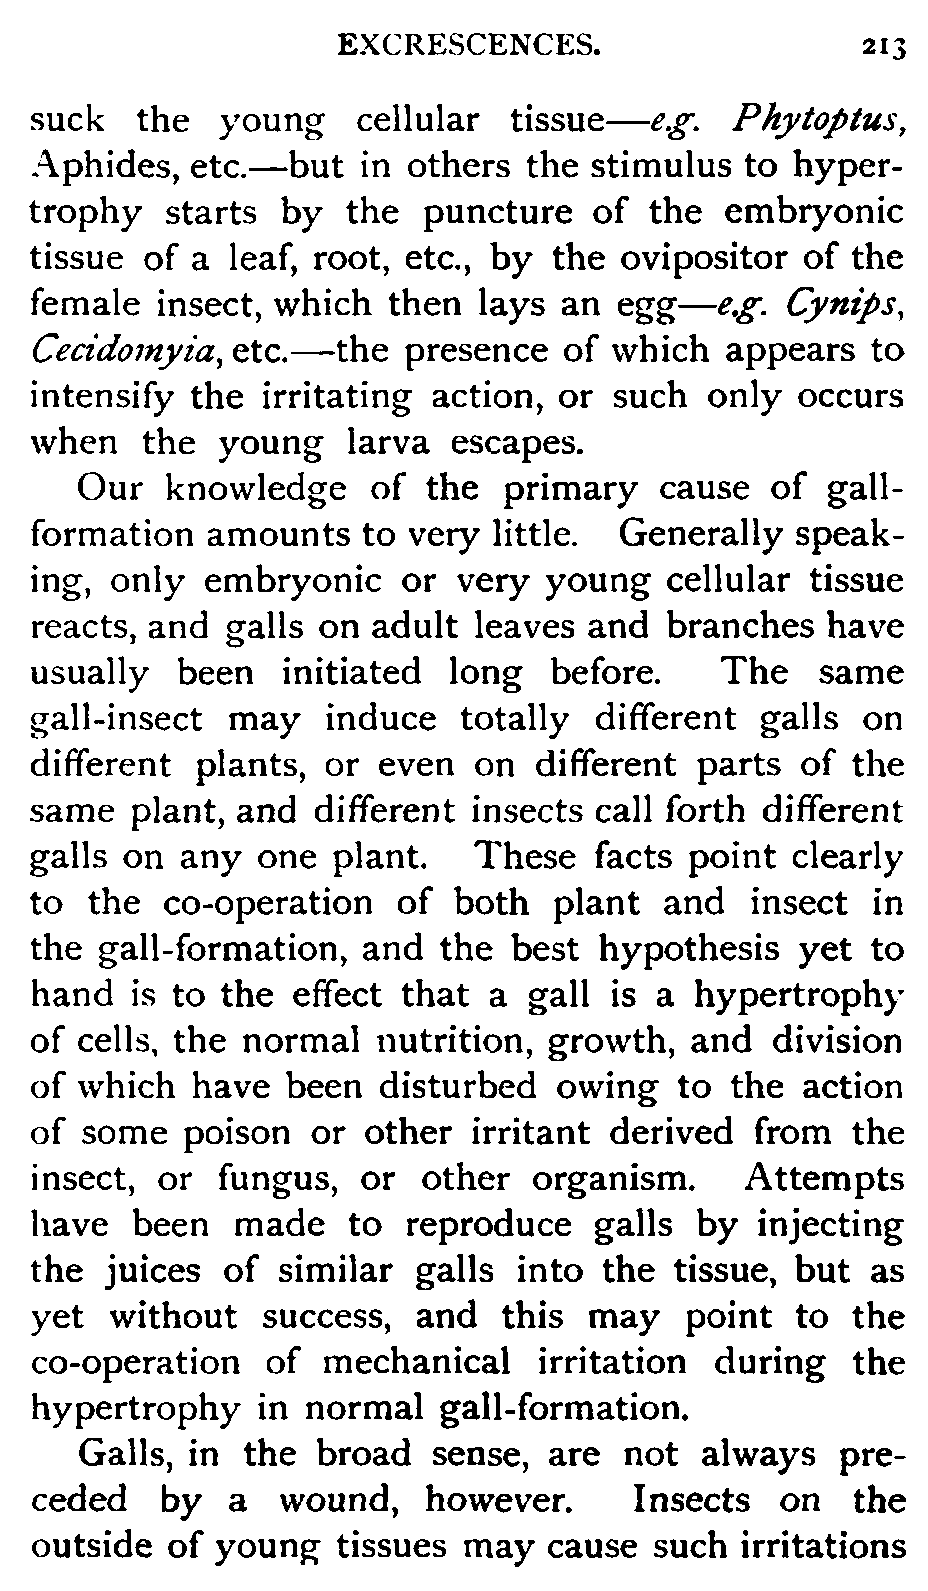 EXCRESCENCES. 213
suck the young cellular tissue—e.g. Phytoptus,
Aphides, etc.—but in others the stimulus to hyper-
trophy starts by the puncture of the embryonic
tissue of a leaf, root, etc., by the ovipositor of the
female insect, which then lays an egg—e.g. Cynips,
Cecidomyia, etc.—the presence of which appears to
intensify the irritating action, or such only occurs
when the young larva escapes.
Our knowledge of the primary cause of gall-
formation amounts to very little. Generally speak-
ing, only embryonic or very young cellular tissue
reacts, and galls on adult leaves and branches have
usually been initiated long before. The same
gall-insect may induce totally different galls on
different plants, or even on different parts of the
same plant, and different insects call forth different
galls on any one plant. These facts point clearly
to the co-operation of both plant and insect in
the gall-formation, and the best hypothesis yet to
hand is to the effect that a gall is a hypertrophy
of cells, the normal nutrition, growth, and division
of which have been disturbed owing to the action
of some poison or other irritant derived from the
insect, or fungus, or other organism. Attempts
have been made to reproduce galls by injecting
the juices of similar galls into the tissue, but as
yet without success, and this may point to the
co-operation of mechanical irritation during the
hypertrophy in normal gall-formation.
Galls, in the broad sense, are not always pre-
ceded by a wound, however. Insects on the
outside of young tissues may cause such irritations